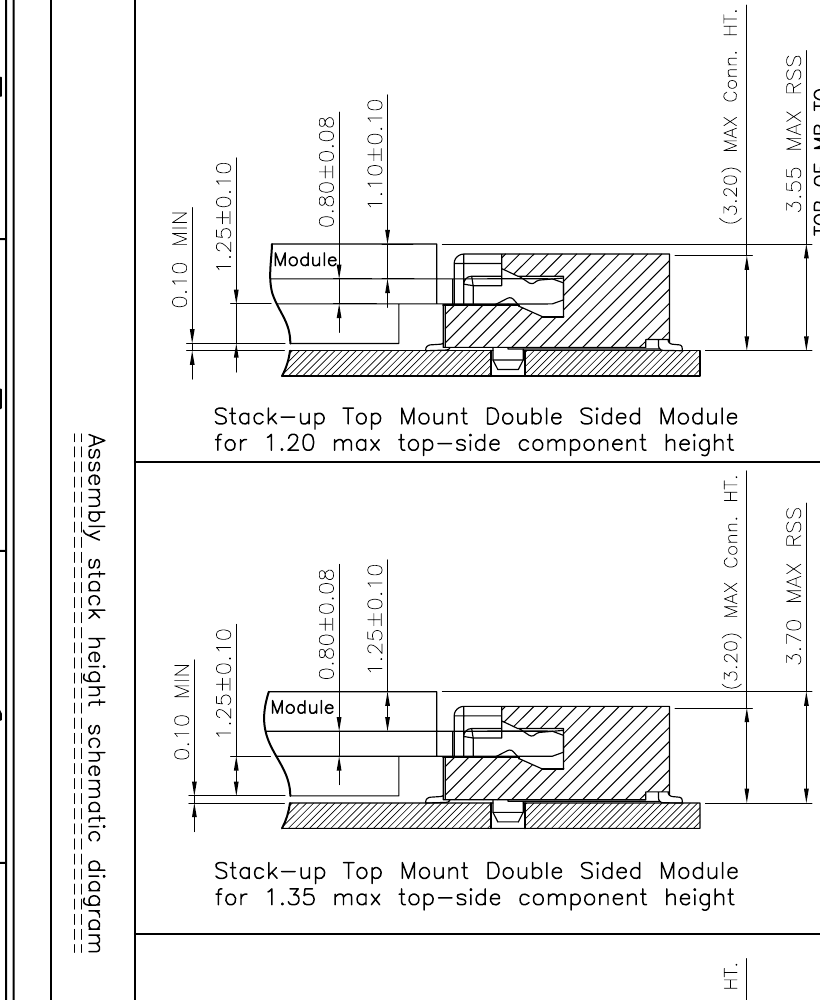 0.10 MIN
1.25±0.10
0.80±0.08
1.10±0.10
(3.20) MAX Conn. HT.
3.55 MAX RSS
TOP OF MB TO
Module
Stack-up Top Mount Double Sided Module
for 1.20 max top-side component height
Assembly stack height schematic diagram
0.10 MIN
1.25±0.10
0.80±0.08
1.25±0.10
(3.20) MAX Conn. HT.
3.70 MAX RSS
Module
Stack-up Top Mount Double Sided Module
for 1.35 max top-side component height
HT.